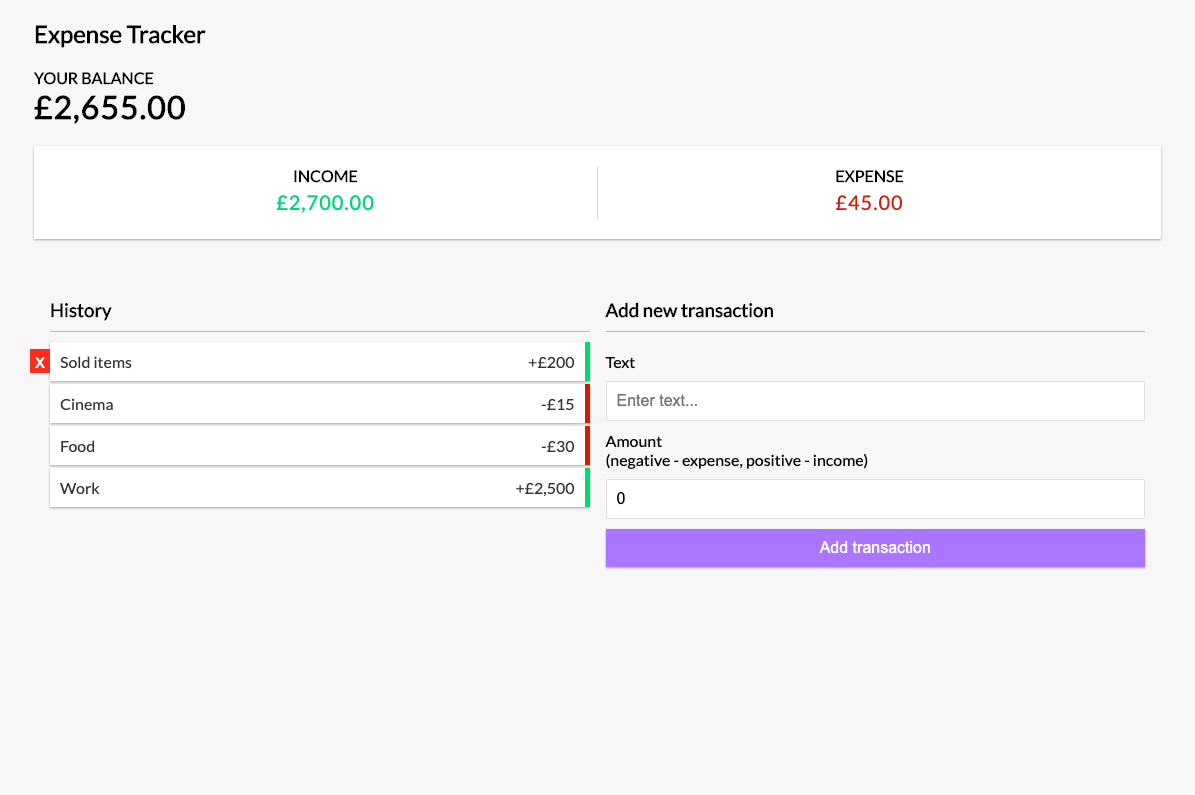 Expense Tracker
YOUR BALANCE
£2,655.00
INCOME
£2,700.00
EXPENSE
£45.00
History
X Sold items +£200
Cinema -£15
Food -£30
Work +£2,500
Add new transaction
Text
Enter text...
Amount
(negative - expense, positive - income)
0
Add transaction